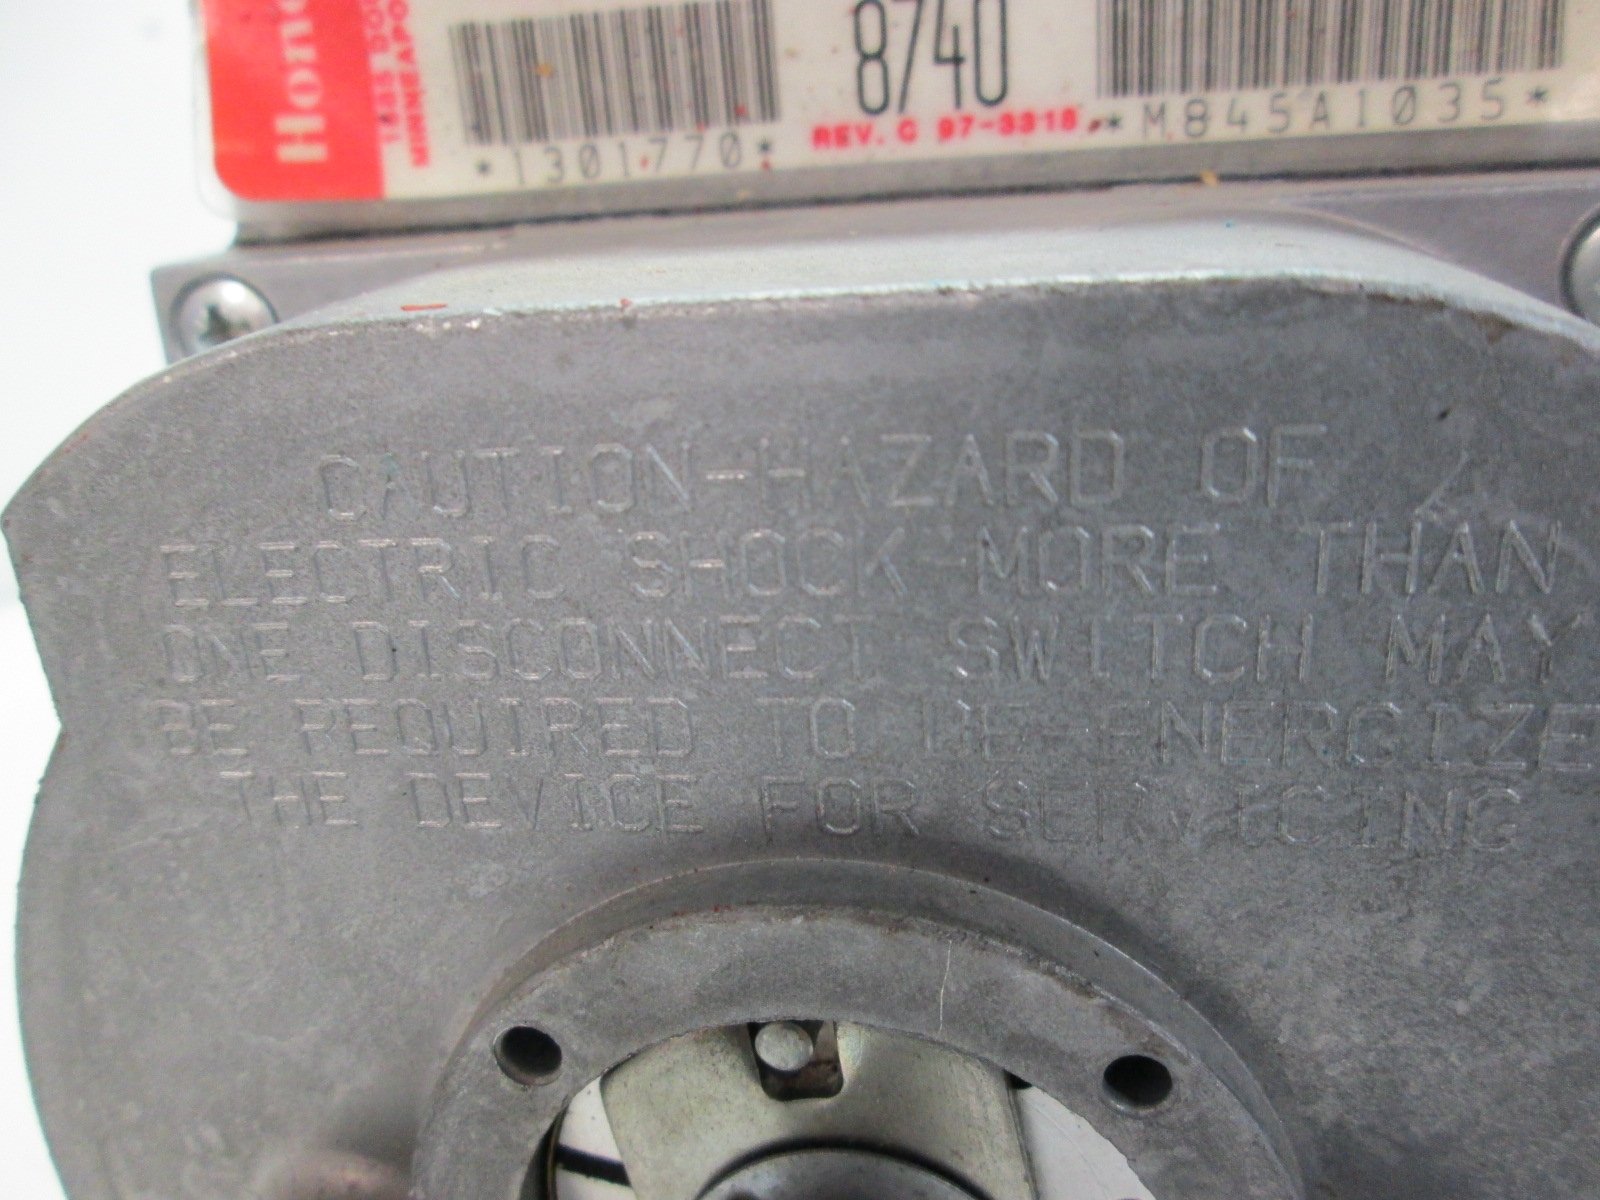 8740
*1301770*
REV. C 97-3318
*M845A1035*
CAUTION-HAZARD OF
ELECTRIC SHOCK-MORE THAN
ONE DISCONNECT SWITCH MAY
BE REQUIRED TO DE-ENERGIZE
THE DEVICE FOR SERVICING